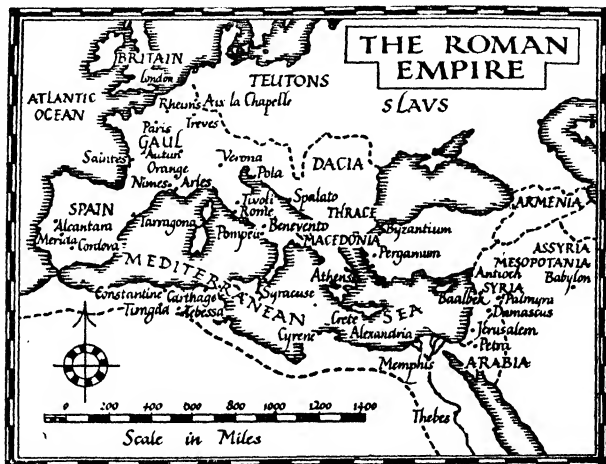 THE ROMAN
EMPIRE
BRITAIN
London
TEUTONS
SLAVS
ATLANTIC
OCEAN
Rheims
Aix la Chapelle
Treves
Paris
GAUL
Autun
Saintes
Orange
Nimes
Arles
Verona
Pola
DACIA
Spalato
Tivoli
Rome
THRACE
ARMENIA
SPAIN
Alcantara
Merida
Cordova
Tarragona
Pompeii
Benevento
MACEDONIA
Byzantium
Pergamum
ASSYRIA
MESOPOTANIA
Babylon
MEDITERRANEAN
SEA
Athens
Antioch
SYRIA
Baalbek
Palmyra
Damascus
Constantine
Carthage
Timgda
Tebessa
Syracuse
Crete
Cyrene
Alexandria
Jerusalem
Petra
Memphis
ARABIA
Thebes
0 200 400 600 800 1000 1200 1400
Scale in Miles